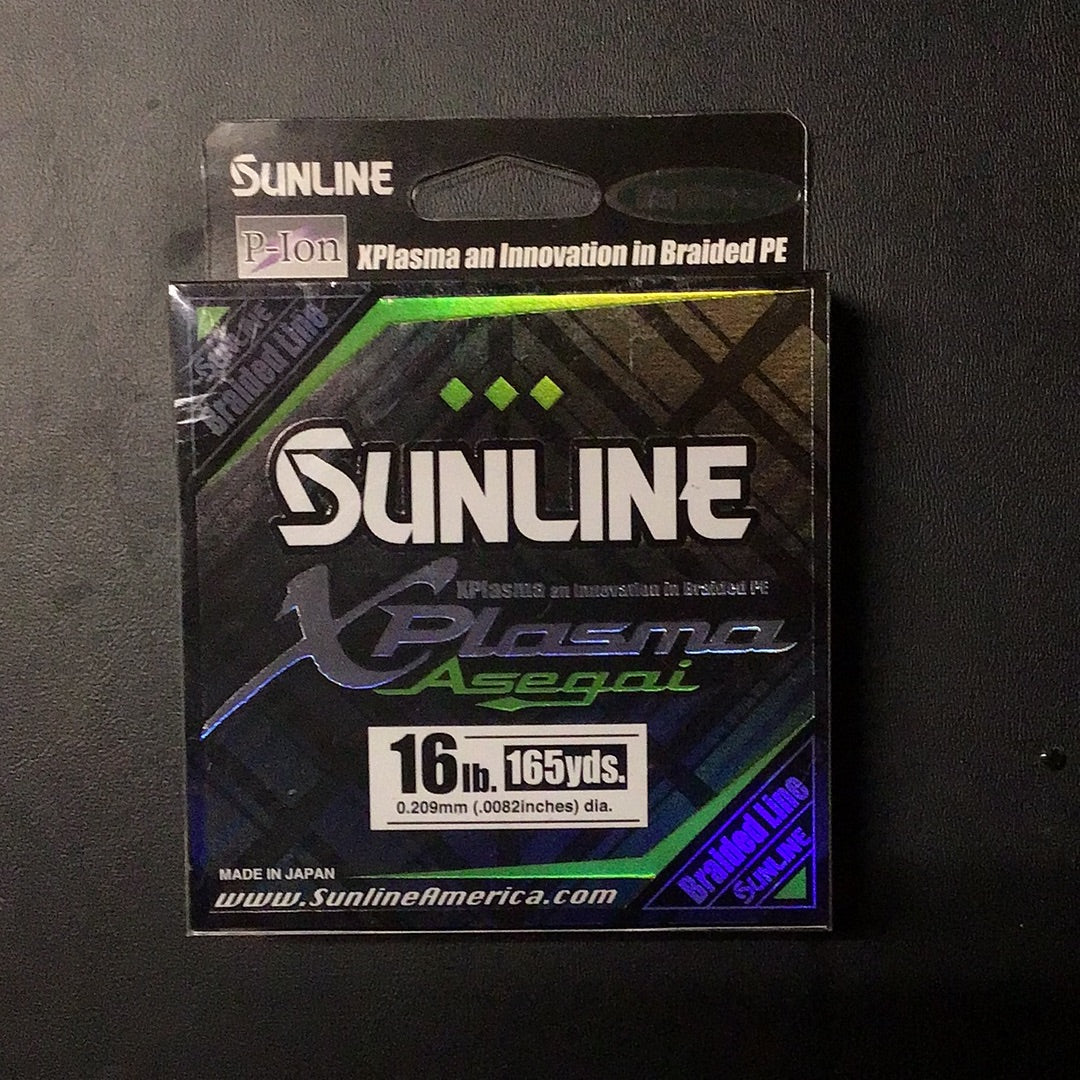 SUNLINE
P-Ion
XPlasma an Innovation in Braided PE
SUNLINE
Braided Line
SUNLINE
XPlasma an Innovation in Braided PE
XPlasma
Asegai
16lb. 165yds.
0.209mm (.0082inches) dia.
Braided Line
SUNLINE
MADE IN JAPAN
www.SunlineAmerica.com